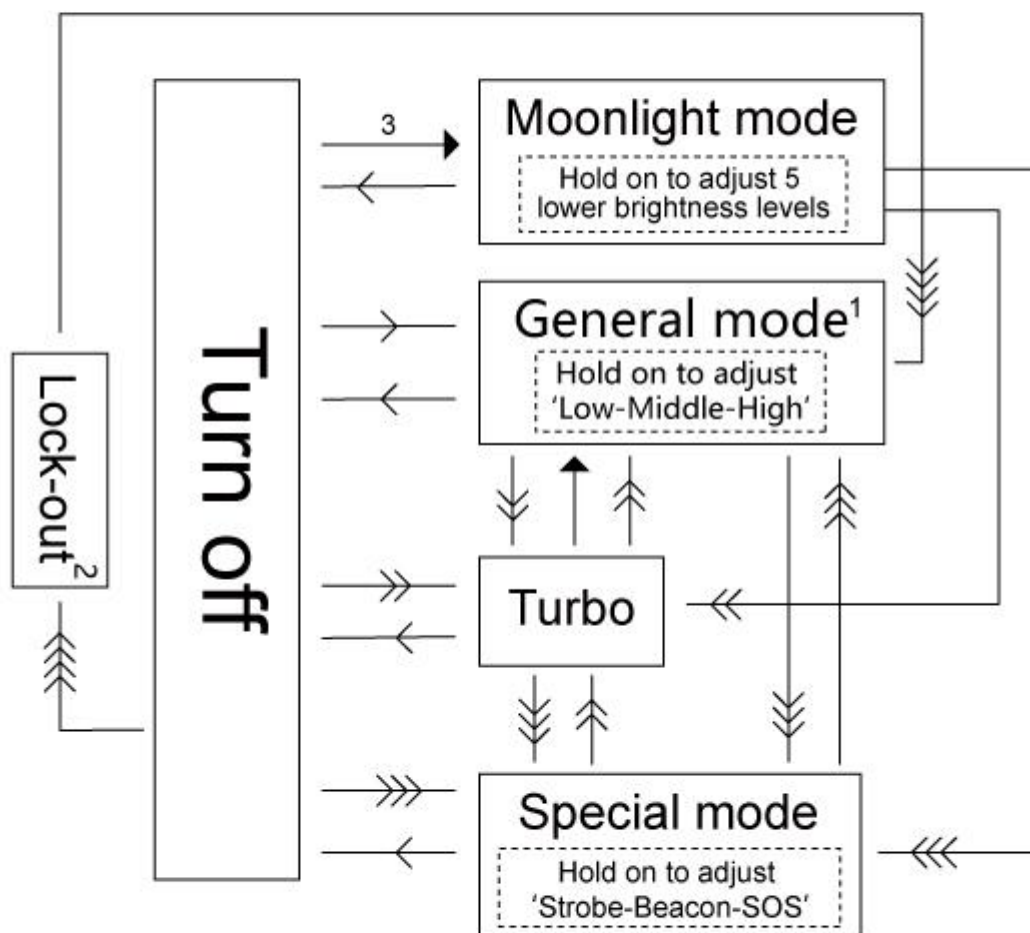 3
Moonlight mode
Hold on to adjust 5
lower brightness levels
General mode¹
Hold on to adjust
‘Low-Middle-High‘
Turn off
Lock-out²
Turbo
Special mode
Hold on to adjust
‘Strobe-Beacon-SOS‘